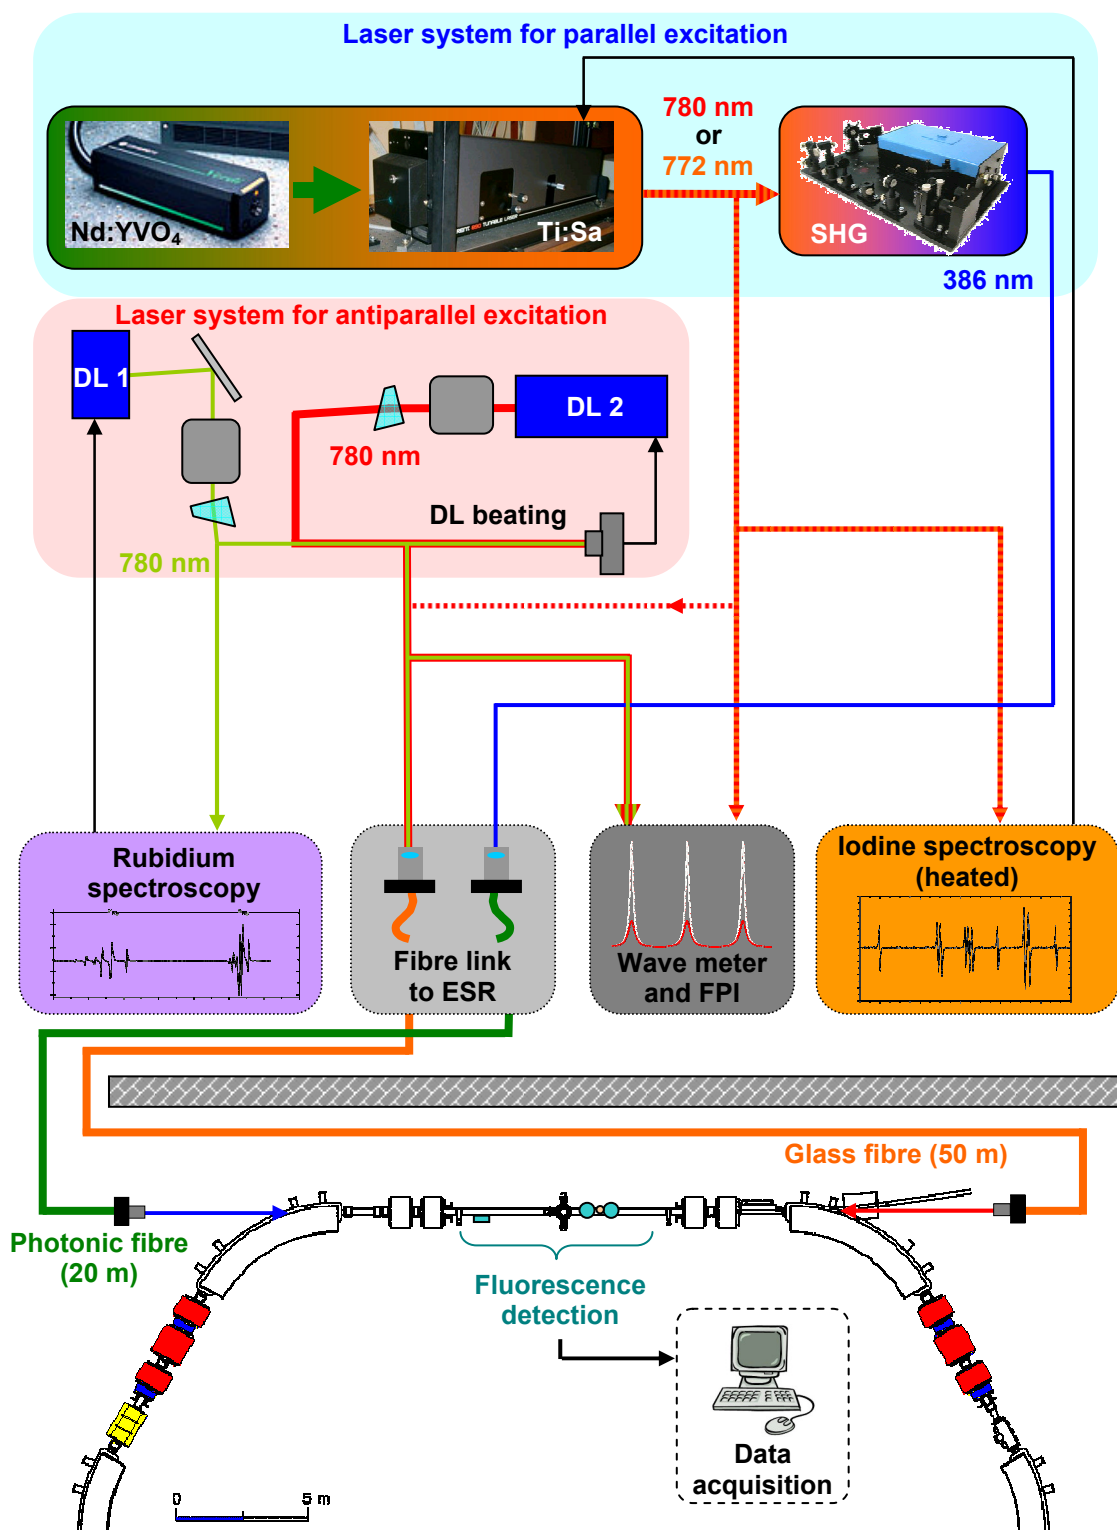 Laser system for parallel excitation
780 nm
or
772 nm
Nd:YVO4
Ti:Sa
SHG
386 nm
Laser system for antiparallel excitation
DL 1
DL 2
780 nm
DL beating
780 nm
Rubidium
spectroscopy
Fibre link
to ESR
Wave meter
and FPI
Iodine spectroscopy
(heated)
Glass fibre (50 m)
Photonic fibre
(20 m)
Fluorescence
detection
Data
acquisition
0 5 m